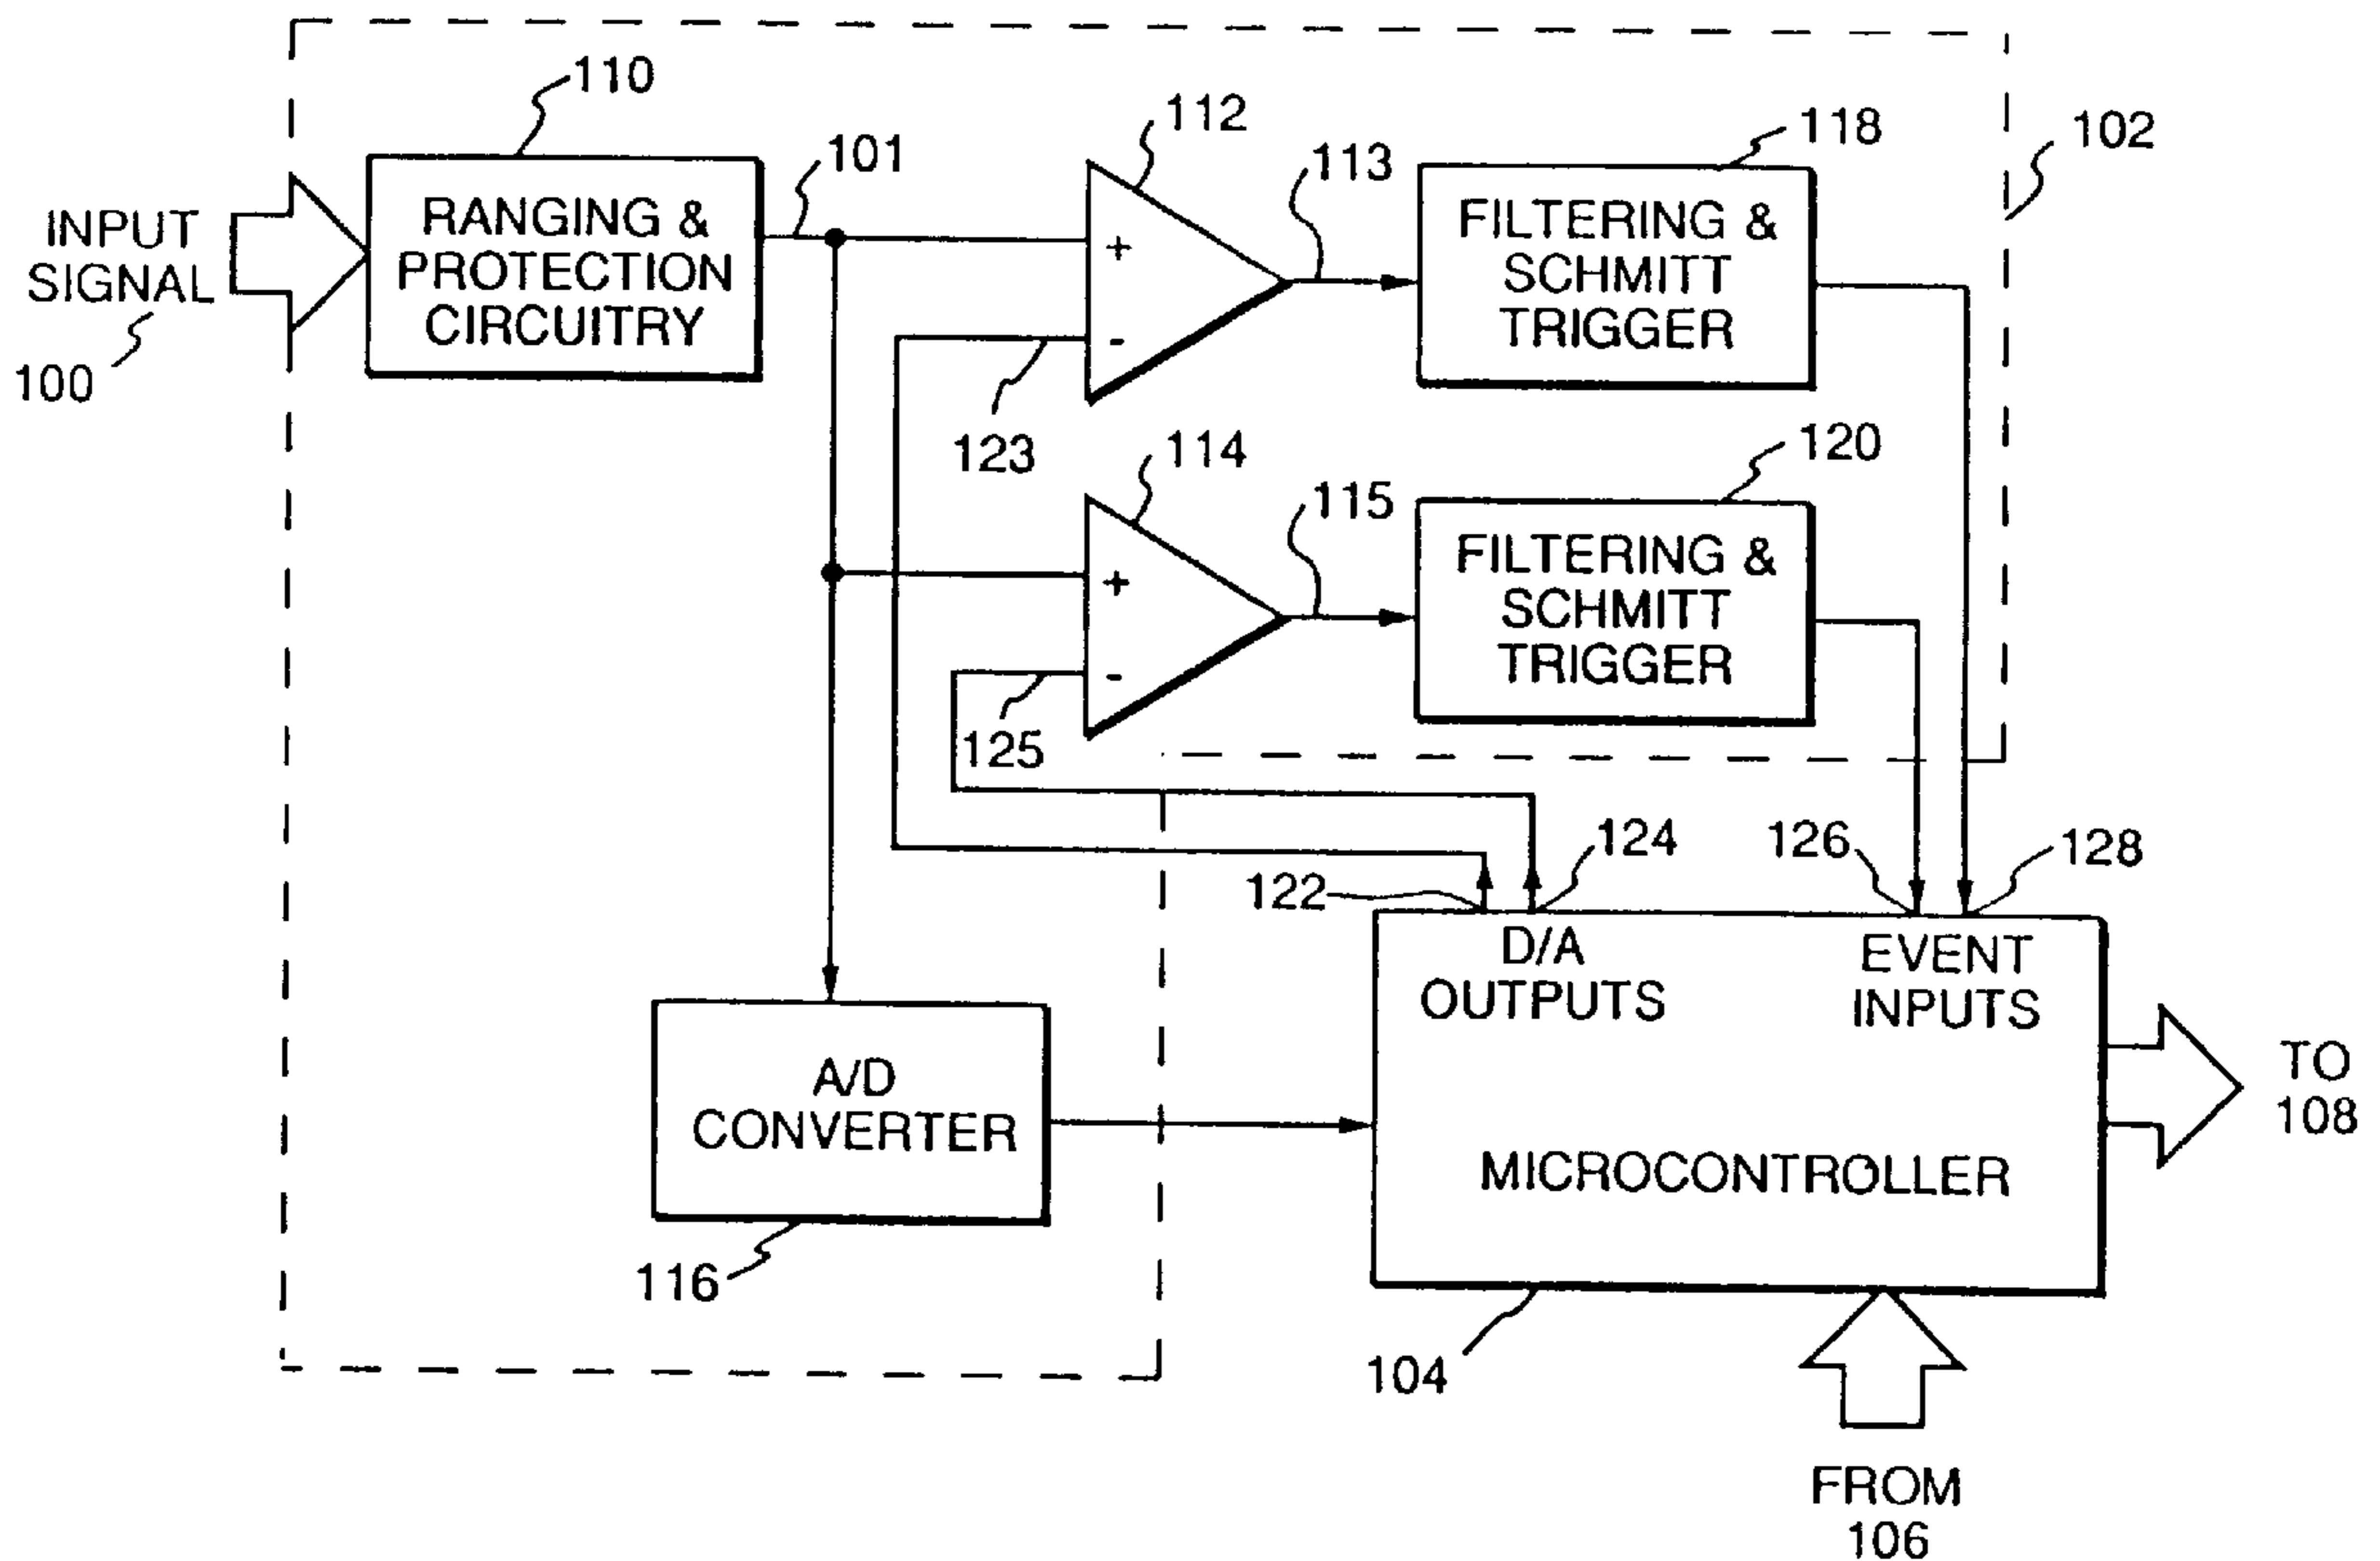 110
112
118
102
101
113
INPUT
SIGNAL
100
RANGING &
PROTECTION
CIRCUITRY
+
-
FILTERING &
SCHMITT
TRIGGER
123
114
120
115
+
-
FILTERING &
SCHMITT
TRIGGER
125
122
124
126
128
D/A
OUTPUTS
EVENT
INPUTS
A/D
CONVERTER
MICROCONTROLLER
TO
108
116
104
FROM
106